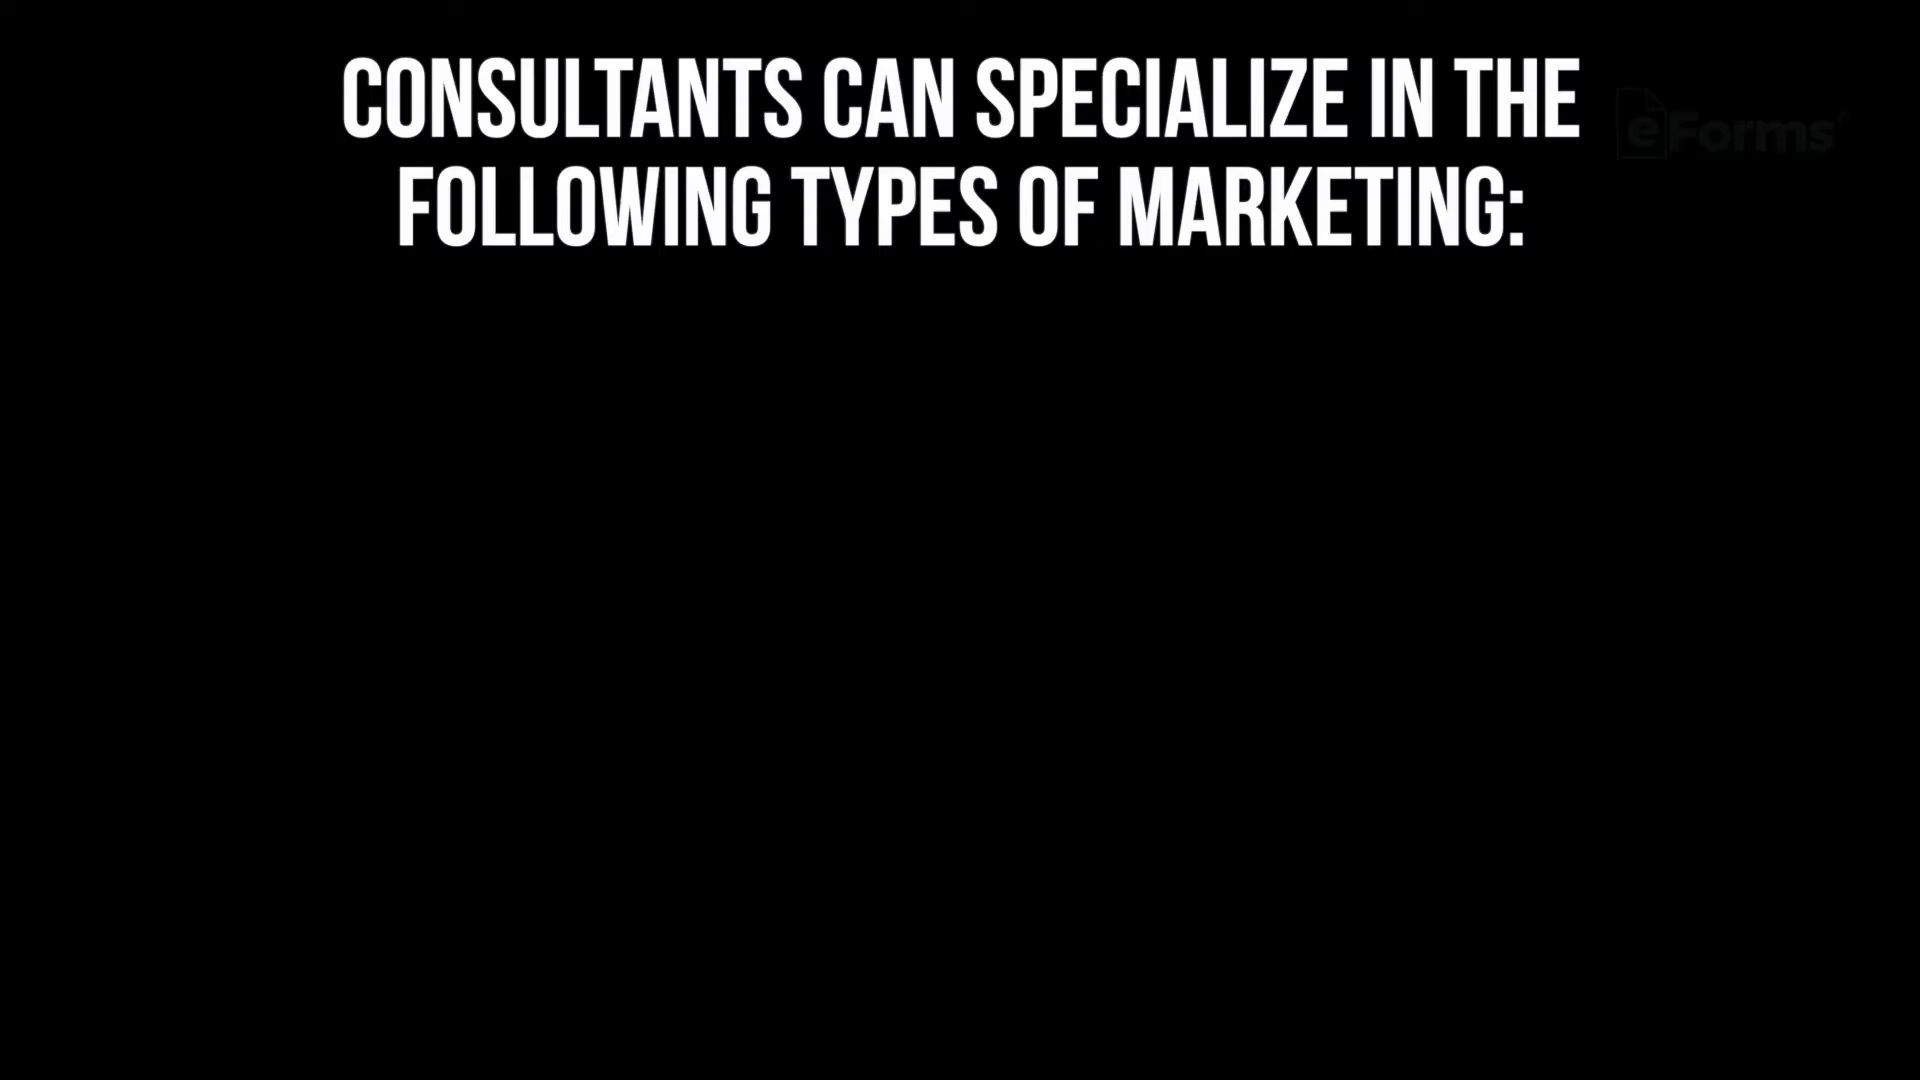 CONSULTANTS CAN SPECIALIZE IN THE
FOLLOWING TYPES OF MARKETING:
eForms